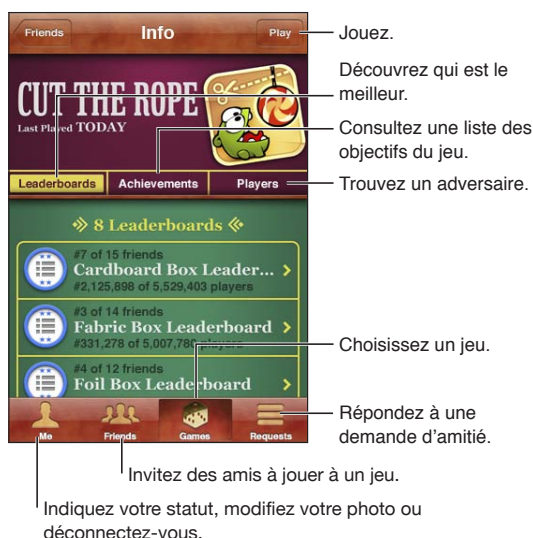 Friends
Info
Play
Jouez.
Découvrez qui est le
meilleur.
CUT THE ROPE
Last Played TODAY
Consultez une liste des
objectifs du jeu.
Leaderboards
Achievements
Players
Trouvez un adversaire.
8 Leaderboards
#7 of 15 friends
Cardboard Box Leader...
#2,125,898 of 5,529,403 players
#3 of 14 friends
Fabric Box Leaderboard
#331,278 of 5,007,780 players
Choisissez un jeu.
#4 of 12 friends
Foil Box Leaderboard
Me
Friends
Games
Requests
Répondez à une
demande d'amitié.
Invitez des amis à jouer à un jeu.
Indiquez votre statut, modifiez votre photo ou
déconnectez-vous.